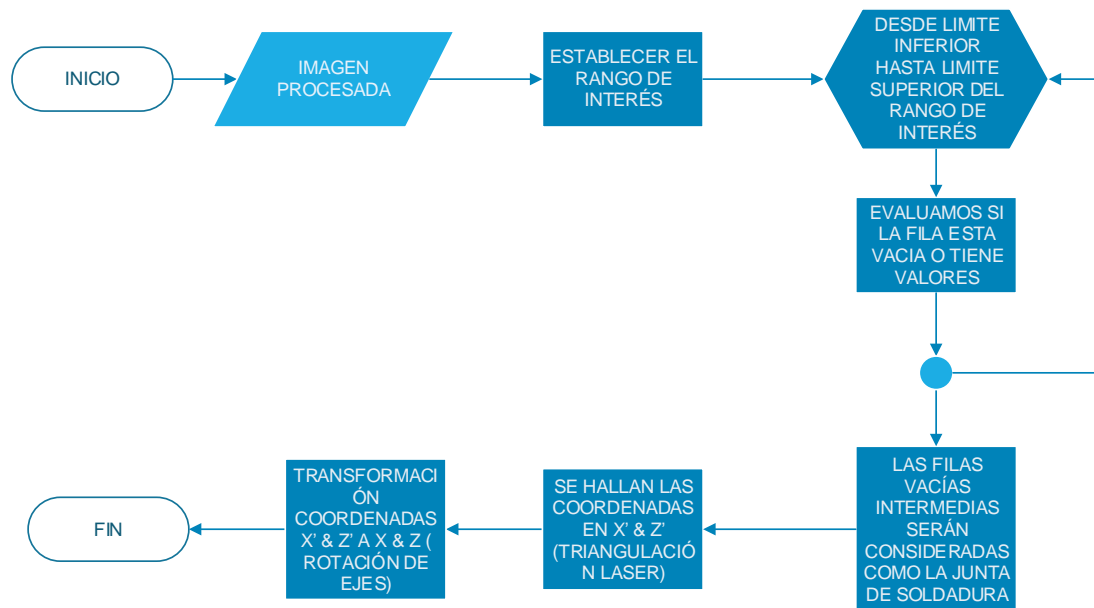 INICIO
IMAGEN
PROCESADA
ESTABLECER EL
RANGO DE
INTERÉS
DESDE LIMITE
INFERIOR
HASTA LIMITE
SUPERIOR DEL
RANGO DE
INTERÉS
EVALUAMOS SI
LA FILA ESTA
VACIA O TIENE
VALORES
LAS FILAS
VACÍAS
INTERMEDIAS
SERÁN
CONSIDERADAS
COMO LA JUNTA
DE SOLDADURA
SE HALLAN LAS
COORDENADAS
EN X' & Z'
(TRIANGULACIÓ
N LASER)
TRANSFORMACI
ÓN
COORDENADAS
X' & Z' A X & Z (
ROTACIÓN DE
EJES)
FIN